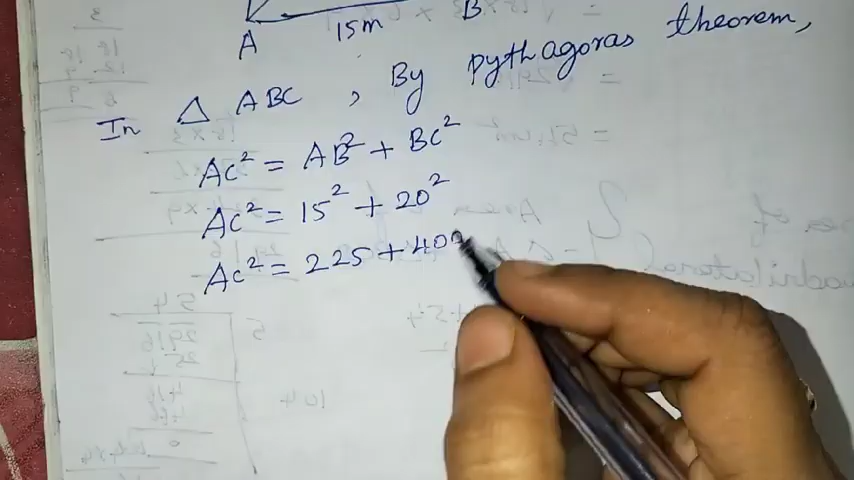 A 15m B
In △ ABC, By pythagoras theorem,
AC² = AB² + BC²
AC² = 15² + 20²
AC² = 225 + 400